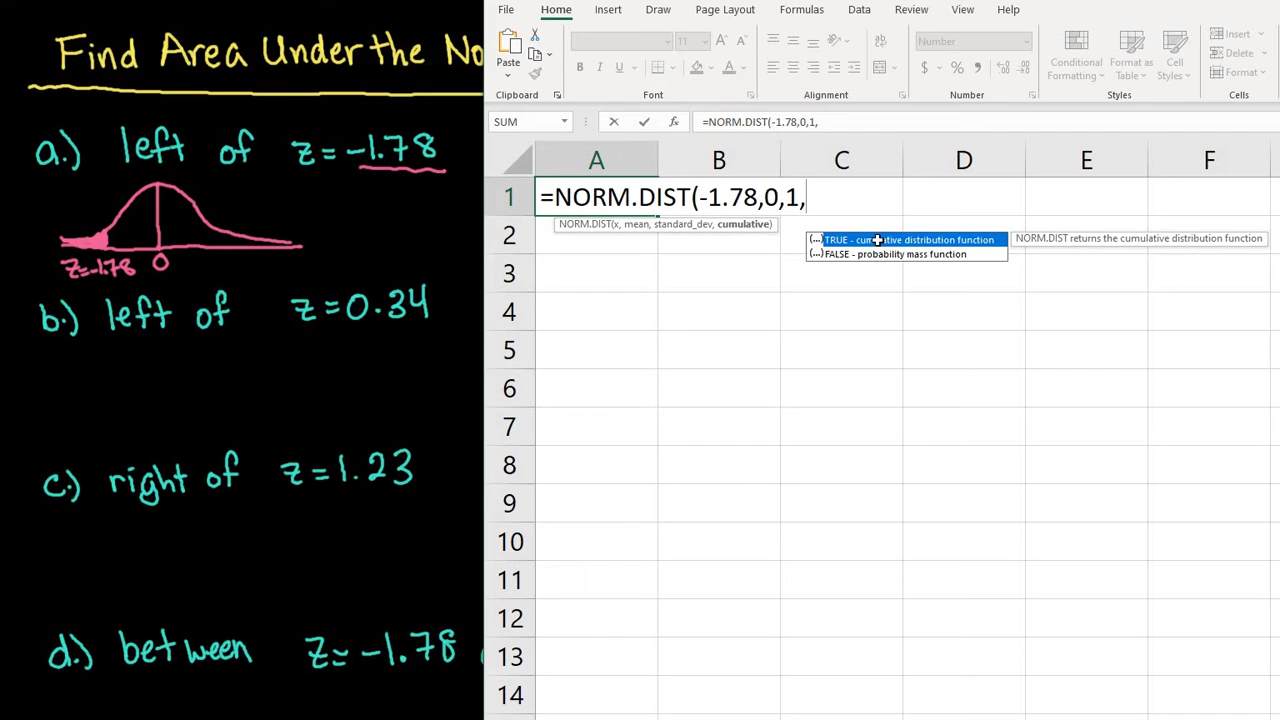 Find Area Under the No
a.) left of z=-1.78
z=-1.78 0
b.) left of z=0.34
c.) right of z=1.23
d.) between z=-1.78
File Home Insert Draw Page Layout Formulas Data Review View Help
Paste
11
A A
ab
Number
Conditional Formatting
Format as Table
Cell Styles
Insert
Delete
Format
B I U
A
$ % ,
Clipboard Font Alignment Number Styles Cells
SUM fx =NORM.DIST(-1.78,0,1,
A B C D E F
1 =NORM.DIST(-1.78,0,1,
NORM.DIST(x, mean, standard_dev, cumulative)
2
(...) TRUE - cumulative distribution function
NORM.DIST returns the cumulative distribution function
(...) FALSE - probability mass function
3
4
5
6
7
8
9
10
11
12
13
14